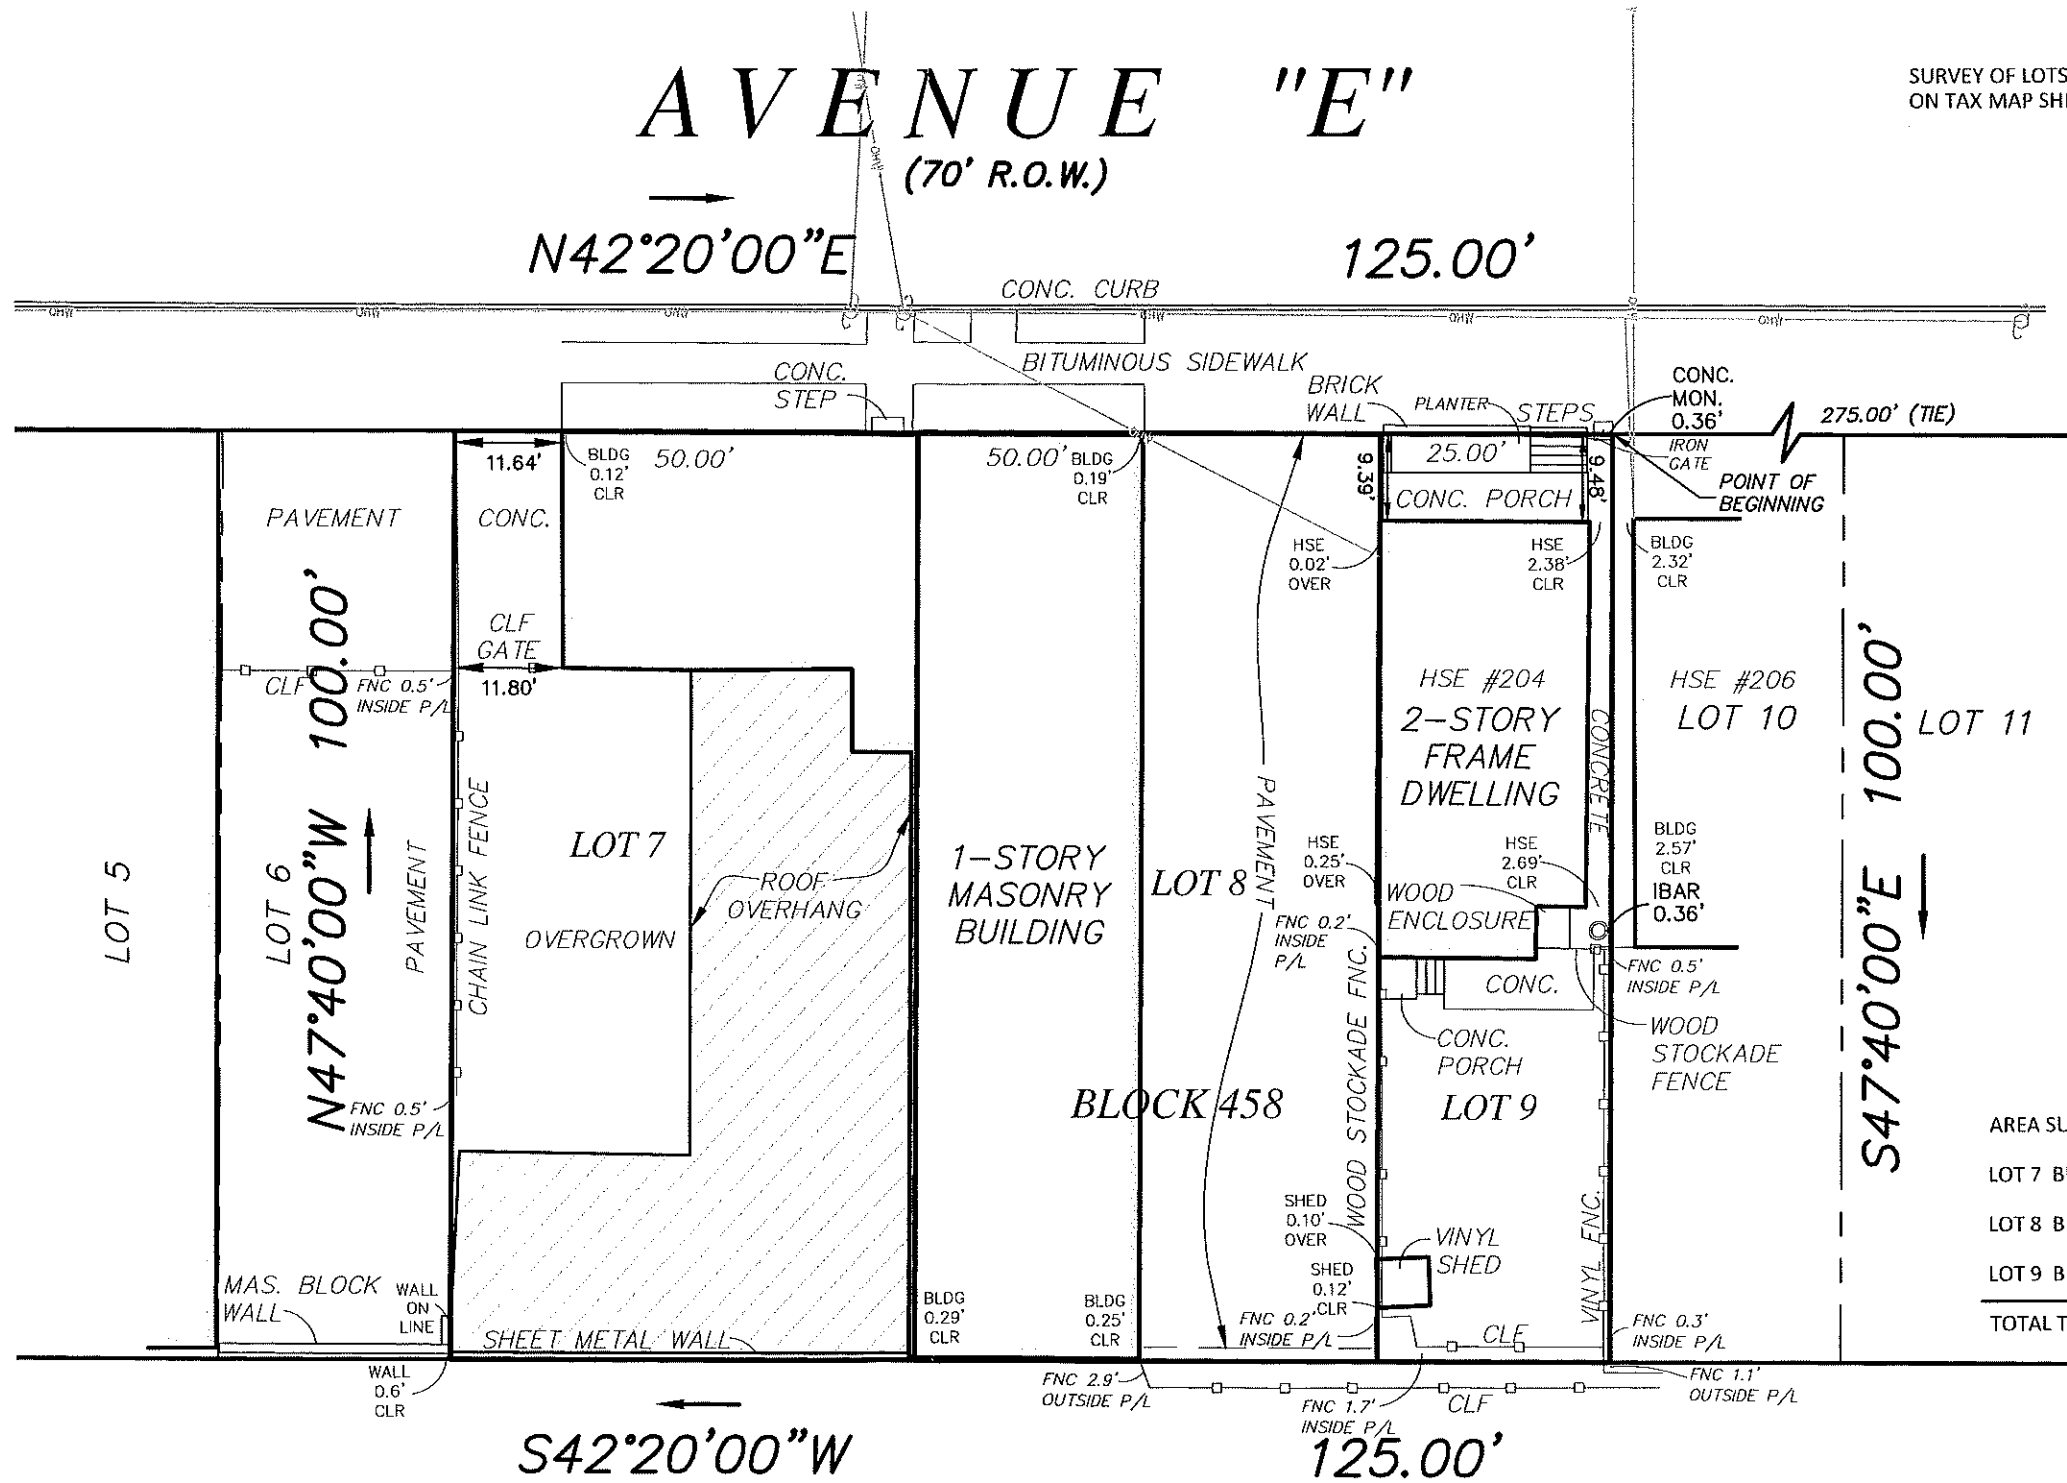 AVENUE "E"
(70' R.O.W.)
SURVEY OF LOTS
ON TAX MAP
N42°20'00"E
125.00'
CONC. CURB
OHW
OHW
OHW
OHW
OHW
OHW
OHW
BITUMINOUS SIDEWALK
CONC.
STEP
BRICK
WALL
PLANTER
STEPS
CONC.
MON.
0.36'
275.00' (TIE)
IRON
GATE
POINT OF
BEGINNING
11.64'
BLDG
0.12'
CLR
50.00'
50.00'
BLDG
0.19'
CLR
9.39'
25.00'
9.48'
CONC. PORCH
PAVEMENT
CONC.
HSE
0.02'
OVER
HSE
2.38'
CLR
BLDG
2.32'
CLR
CLF
GATE
11.80'
CLF
FNC 0.5'
INSIDE P/L
N47°40'00"W 100.00'
HSE #204
2-STORY
FRAME
DWELLING
CONCRETE
HSE #206
LOT 10
LOT 11
S47°40'00"E 100.00'
LOT 5
LOT 6
PAVEMENT
CHAIN LINK FENCE
LOT 7
ROOF
OVERHANG
OVERGROWN
1-STORY
MASONRY
BUILDING
LOT 8
PAVEMENT
HSE
0.25'
OVER
HSE
2.69'
CLR
BLDG
2.57'
CLR
IBAR
0.36'
WOOD
ENCLOSURE
FNC 0.2'
INSIDE
P/L
WOOD STOCKADE FNC.
CONC.
FNC 0.5'
INSIDE P/L
CONC.
PORCH
WOOD
STOCKADE
FENCE
FNC 0.5'
INSIDE P/L
BLOCK 458
LOT 9
AREA
LOT 7
LOT 8
LOT 9
TOTAL
SHED
0.10'
OVER
VINYL
SHED
SHED
0.12'
CLR
VINYL FNC.
MAS. BLOCK
WALL
WALL
ON
LINE
SHEET METAL WALL
BLDG
0.29'
CLR
BLDG
0.25'
CLR
FNC 0.2'
INSIDE P/L
CLF
FNC 0.3'
INSIDE P/L
WALL
0.6'
CLR
FNC 2.9'
OUTSIDE P/L
FNC 1.7'
INSIDE P/L
CLF
FNC 1.1'
OUTSIDE P/L
S42°20'00"W
125.00'